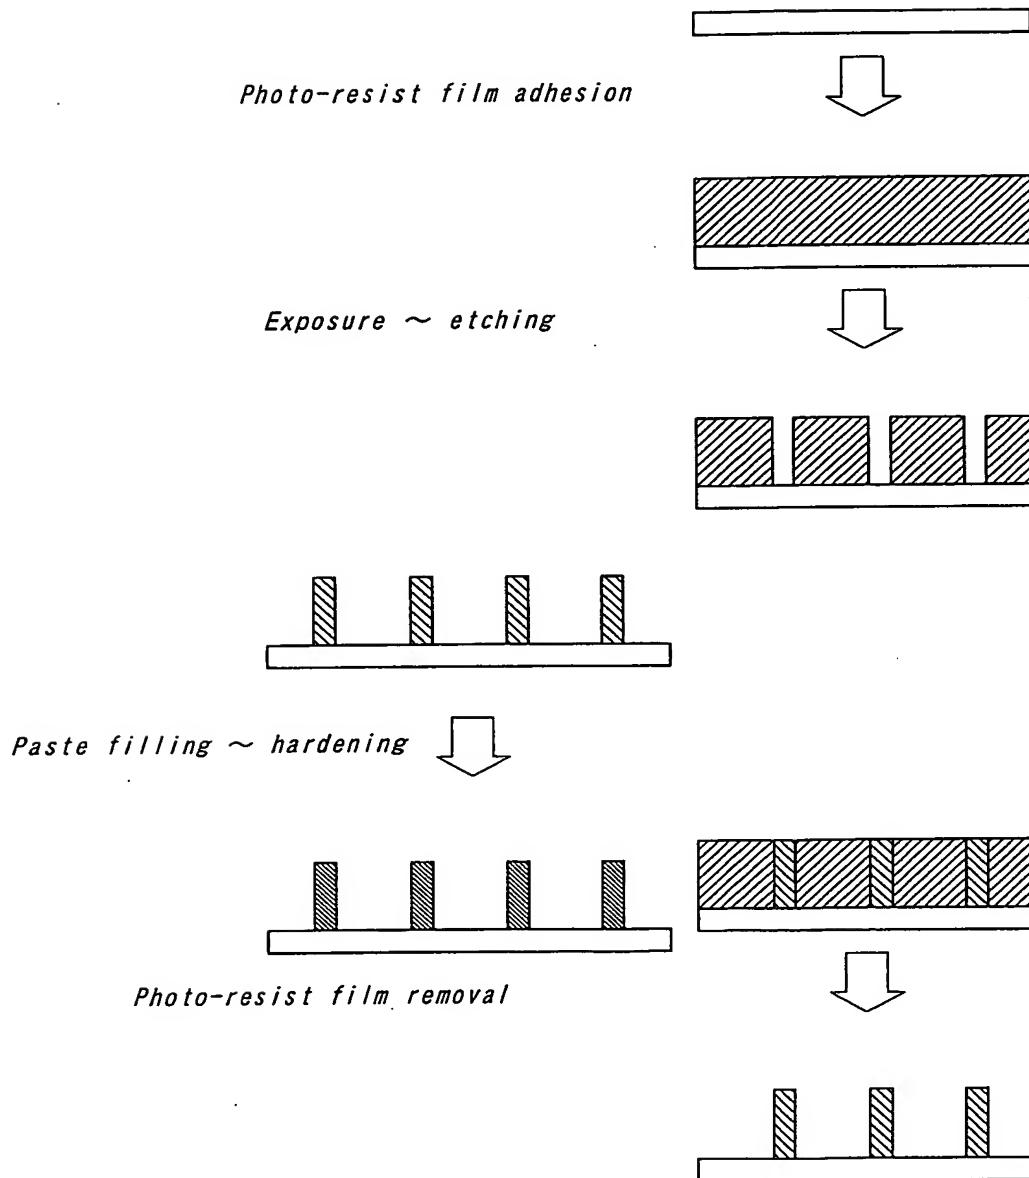 Photo-resist film adhesion
Exposure ～ etching
Paste filling ～ hardening
Photo-resist film removal